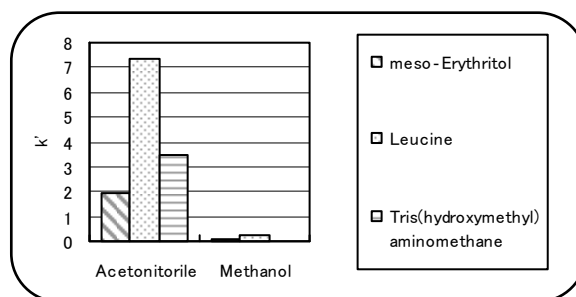 8
7
6
5
4
3
2
1
0
k'
Acetonitorile
Methanol
meso-Erythritol
Leucine
Tris(hydroxymethyl)
aminomethane